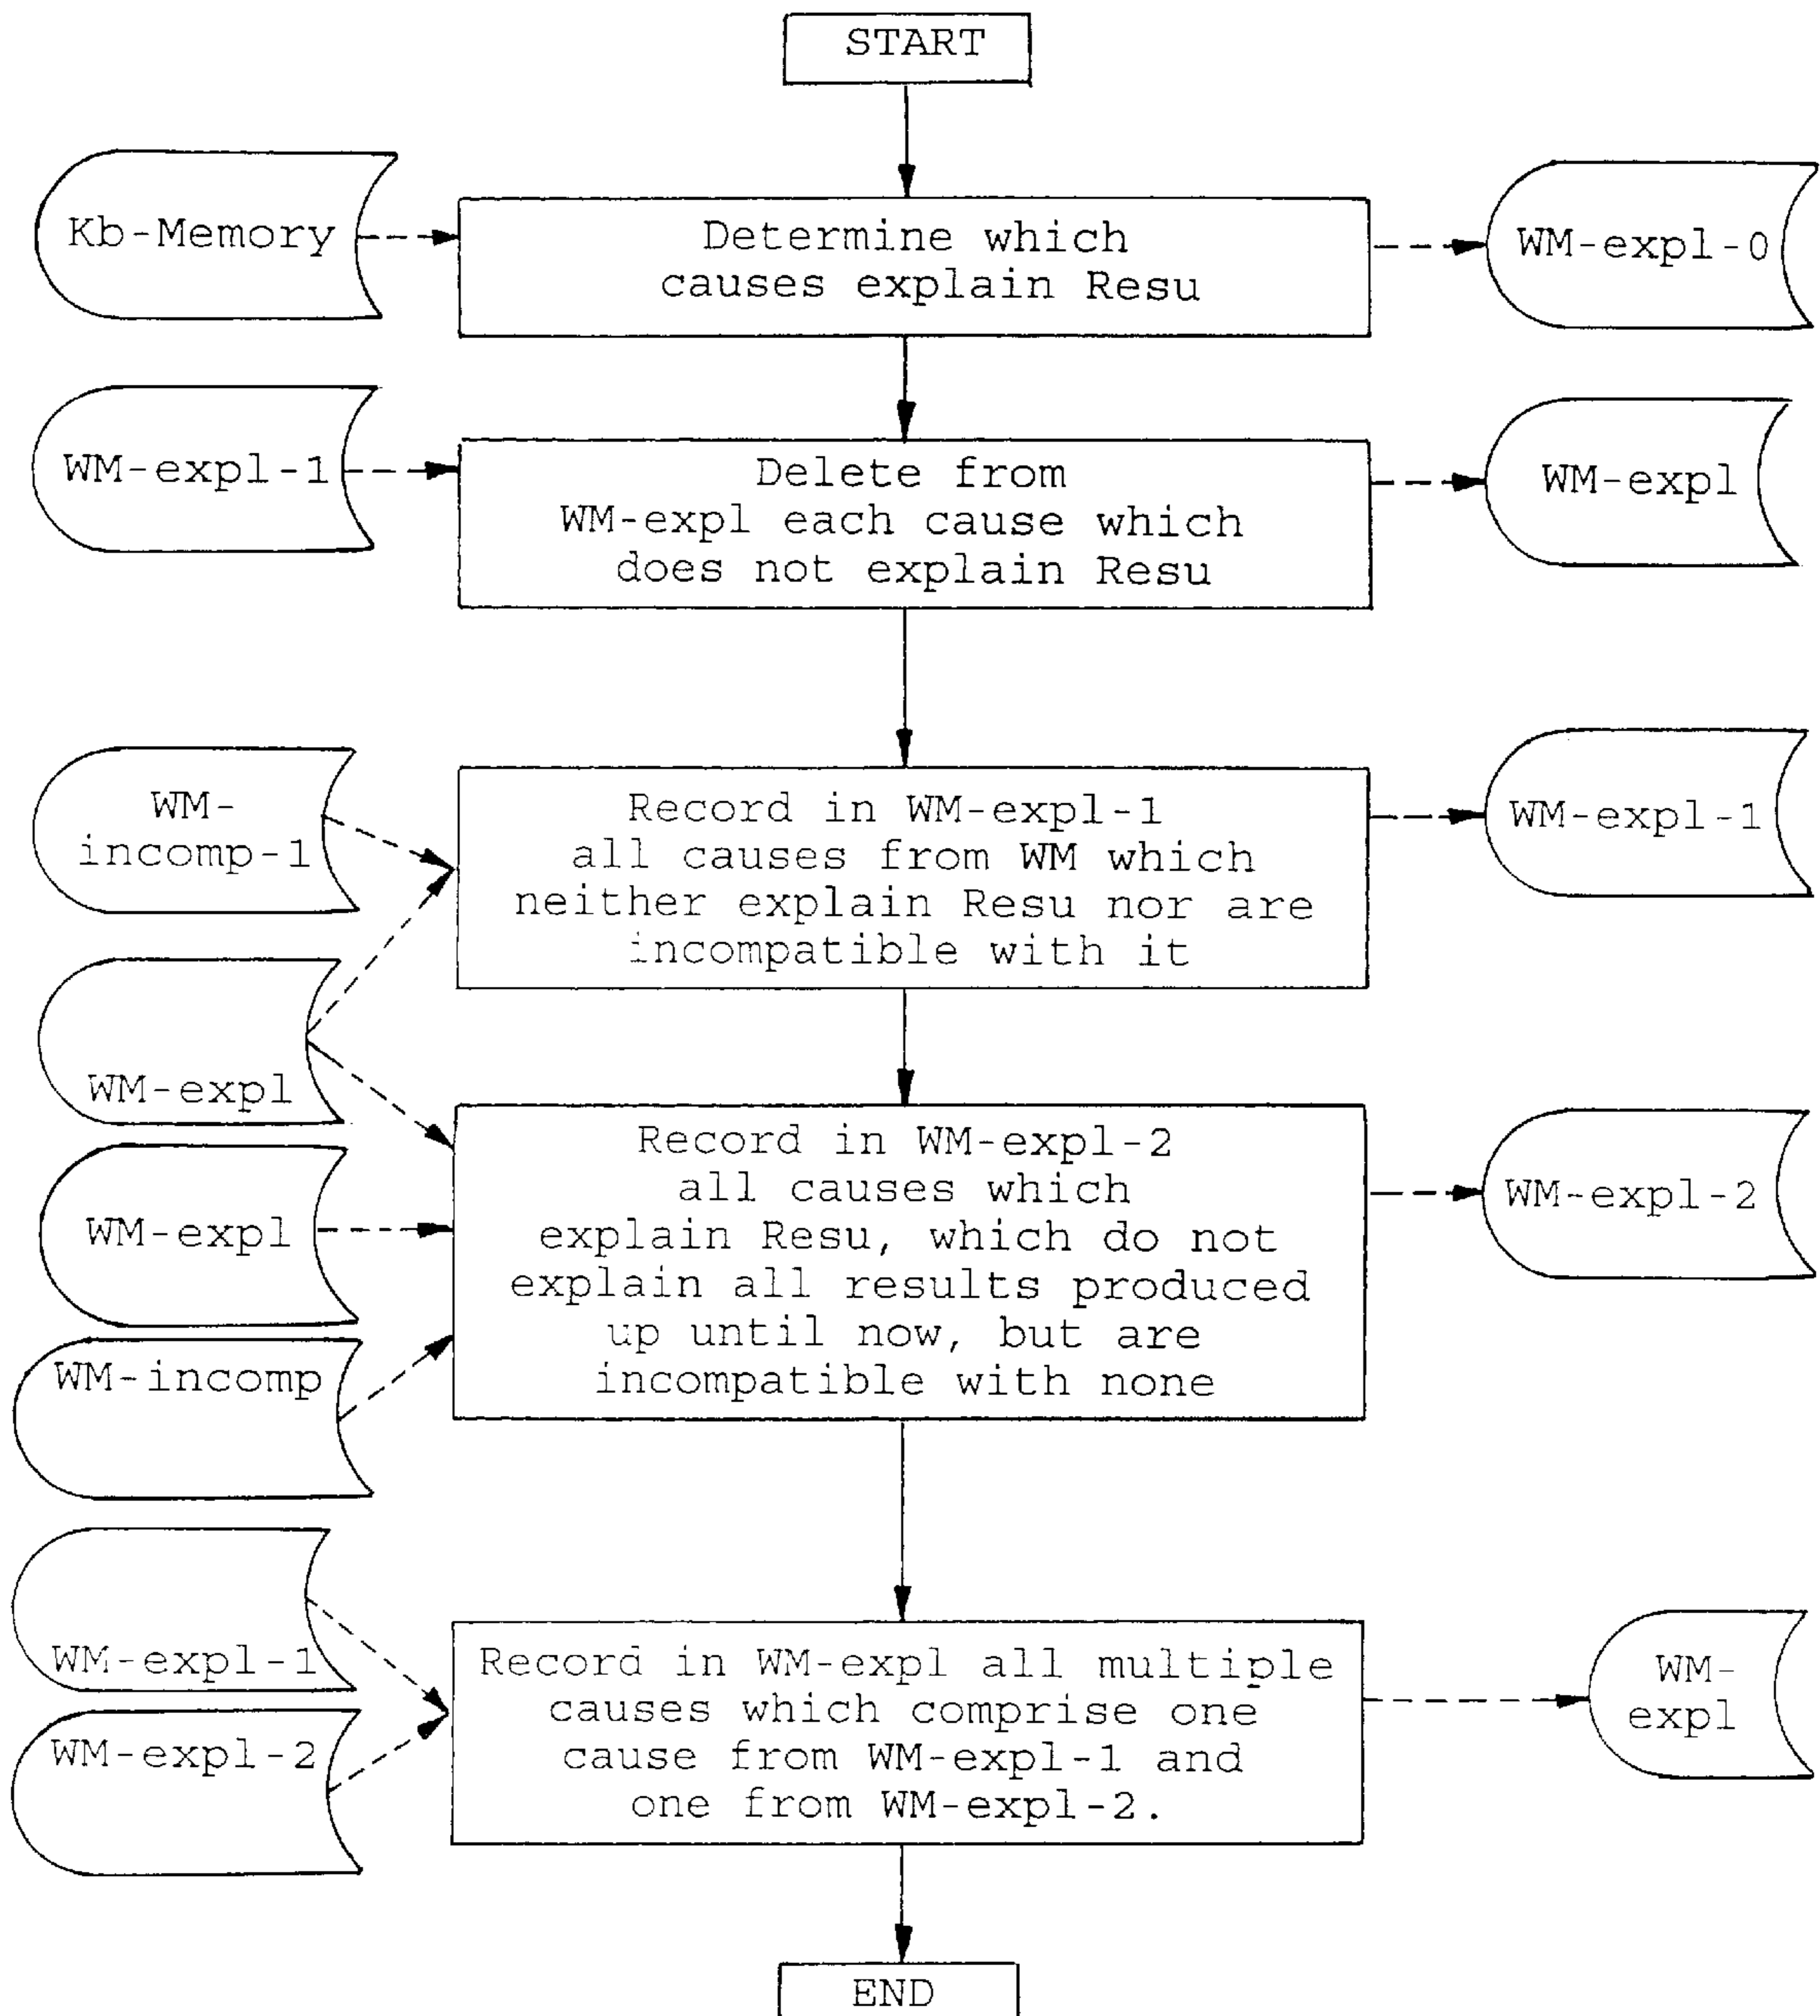 START
Kb-Memory
Determine which
causes explain Resu
WM-expl-0
WM-expl-1
Delete from
WM-expl each cause which
does not explain Resu
WM-expl
WM-
incomp-1
Record in WM-expl-1
all causes from WM which
neither explain Resu nor are
incompatible with it
WM-expl-1
WM-expl
WM-expl
WM-incomp
Record in WM-expl-2
all causes which
explain Resu, which do not
explain all results produced
up until now, but are
incompatible with none
WM-expl-2
WM-expl-1
WM-expl-2
Record in WM-expl all multiple
causes which comprise one
cause from WM-expl-1 and
one from WM-expl-2.
WM-
expl
END